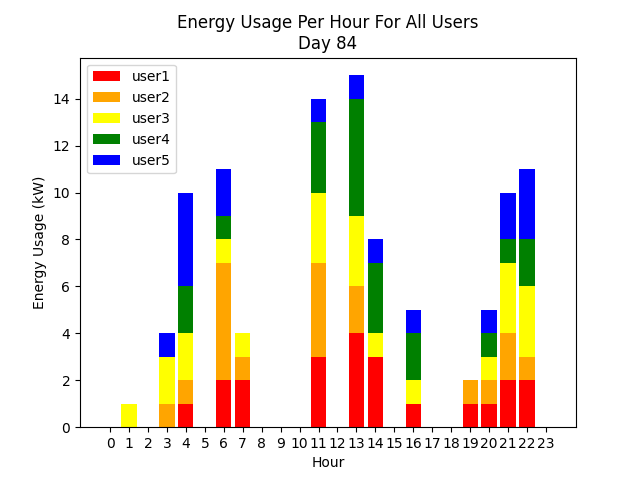 Energy Usage Per Hour For All Users
Day 84
user1
user2
user3
user4
user5
14
12
10
8
6
4
2
0
Energy Usage (kW)
0 1 2 3 4 5 6 7 8 9 10 11 12 13 14 15 16 17 18 19 20 21 22 23
Hour